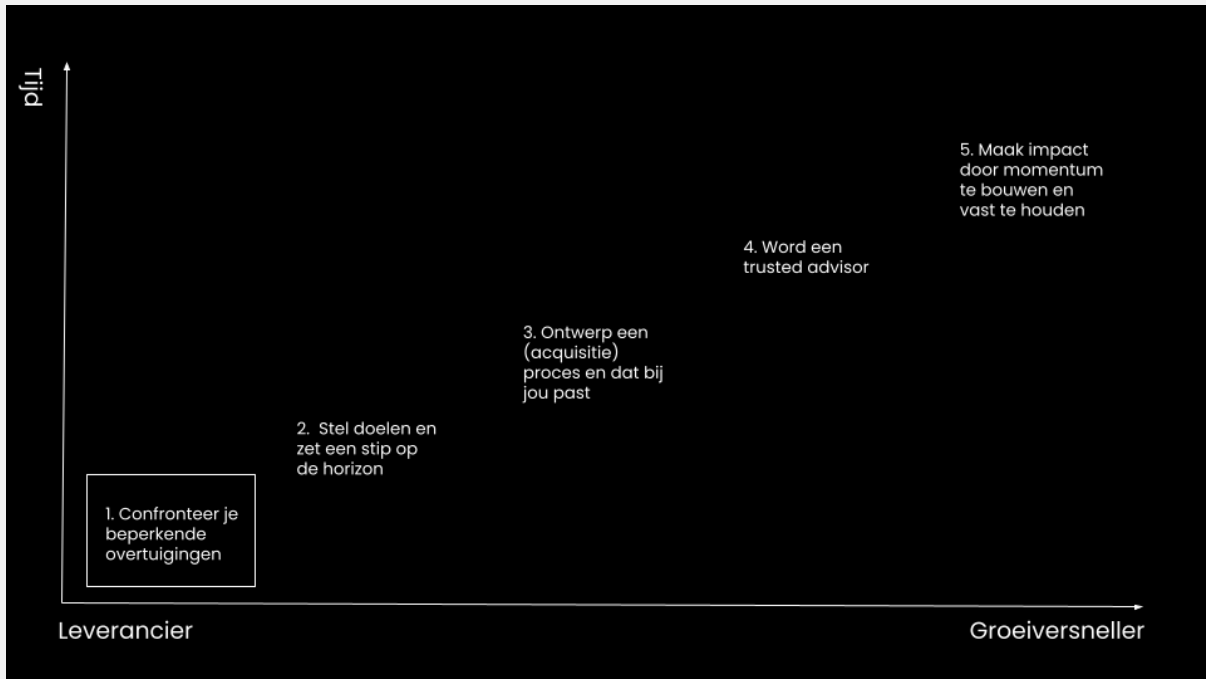 Tijd
5. Maak impact
door momentum
te bouwen en
vast te houden
4. Word een
trusted advisor
3. Ontwerp een
(acquisitie)
proces en dat bij
jou past
2. Stel doelen en
zet een stip op
de horizon
1. Confronteer je
beperkende
overtuigingen
Leverancier
Groeiversneller